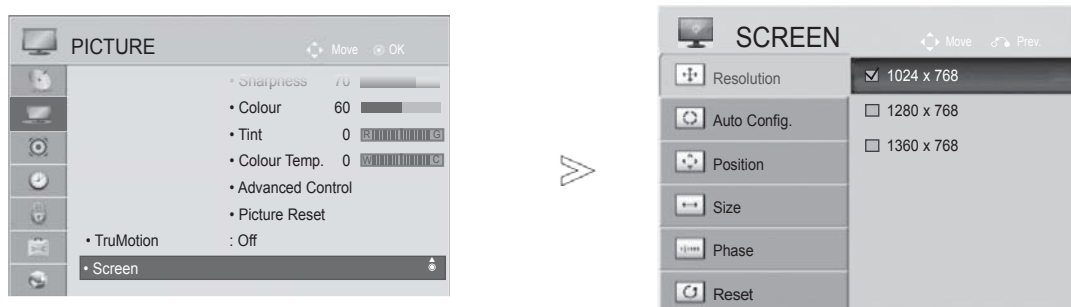 PICTURE
Move OK
• Sharpness 70
• Colour 60
• Tint 0 R G
• Colour Temp. 0 W C
• Advanced Control
• Picture Reset
• TruMotion : Off
• Screen
SCREEN
Move Prev.
Resolution
Auto Config.
Position
Size
Phase
Reset
1024 x 768
1280 x 768
1360 x 768